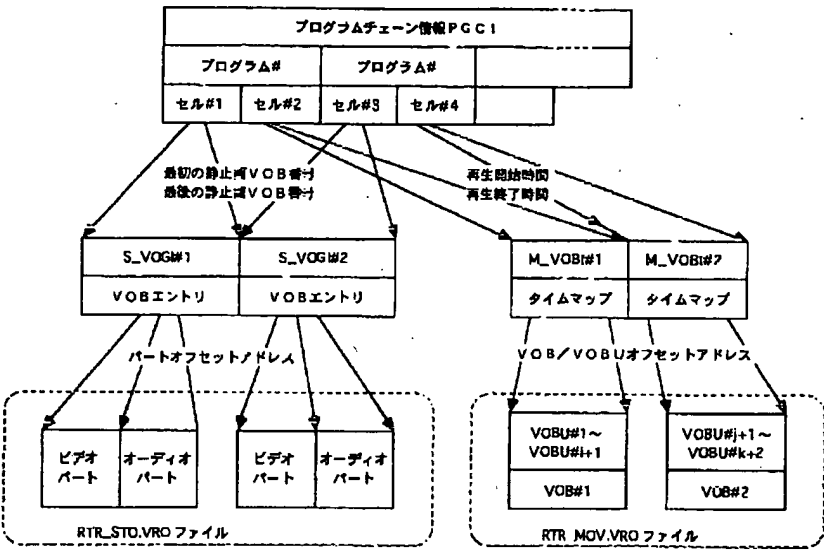 プログラムチェーン情報PGCI
プログラム# プログラム#
セル#1 セル#2 セル#3 セル#4
最初の静止画VOB番号
最後の静止画VOB番号
再生開始時間
再生終了時間
S_VOGI#1 S_VOGI#2
VOBエントリ VOBエントリ
M_VOBI#1 M_VOBI#2
タイムマップ タイムマップ
パートオフセットアドレス
VOB/VOBUオフセットアドレス
ビデオ オーディオ ビデオ オーディオ
パート パート パート パート
VOBU#1~ VOBU#j+1~
VOBU#i+1 VOBU#k+2
VOB#1 VOB#2
RTR_STO.VRO ファイル
RTR_MOV.VRO ファイル